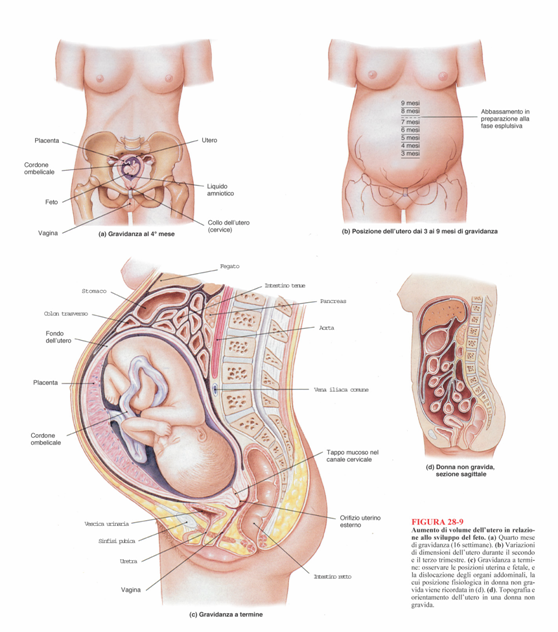 Placenta
Utero
Cordone
ombelicale
Feto
Liquido
amniotico
Vagina
Collo dell'utero
(cervice)
(a) Gravidanza al 4° mese
9 mesi
8 mesi
7 mesi
6 mesi
5 mesi
4 mesi
3 mesi
Abbassamento in
preparazione alla
fase esplulsiva
(b) Posizione dell'utero dai 3 ai 9 mesi di gravidanza
Fegato
Stomaco
Intestino tenue
Pancreas
Colon trasverso
Aorta
Fondo
dell'utero
Placenta
Vena iliaca comune
Cordone
ombelicale
Tappo mucoso nel
canale cervicale
Vescica urinaria
Orifizio uterino
esterno
Sinfisi pubica
Uretra
Intestino retto
Vagina
(c) Gravidanza a termine
(d) Donna non gravida,
sezione sagittale
FIGURA 28-9
Aumento di volume dell'utero in relazio-
ne allo sviluppo del feto. (a) Quarto mese
di gravidanza (16 settimane). (b) Variazioni
di dimensioni dell'utero durante il secondo
e il terzo trimestre. (c) Gravidanza a termi-
ne: osservare le posizioni uterina e fetale, e
la dislocazione degli organi addominali, la
cui posizione fisiologica in donna non gra-
vida viene ricordata in (d). (d). Topografia e
orientamento dell'utero in una donna non
gravida.